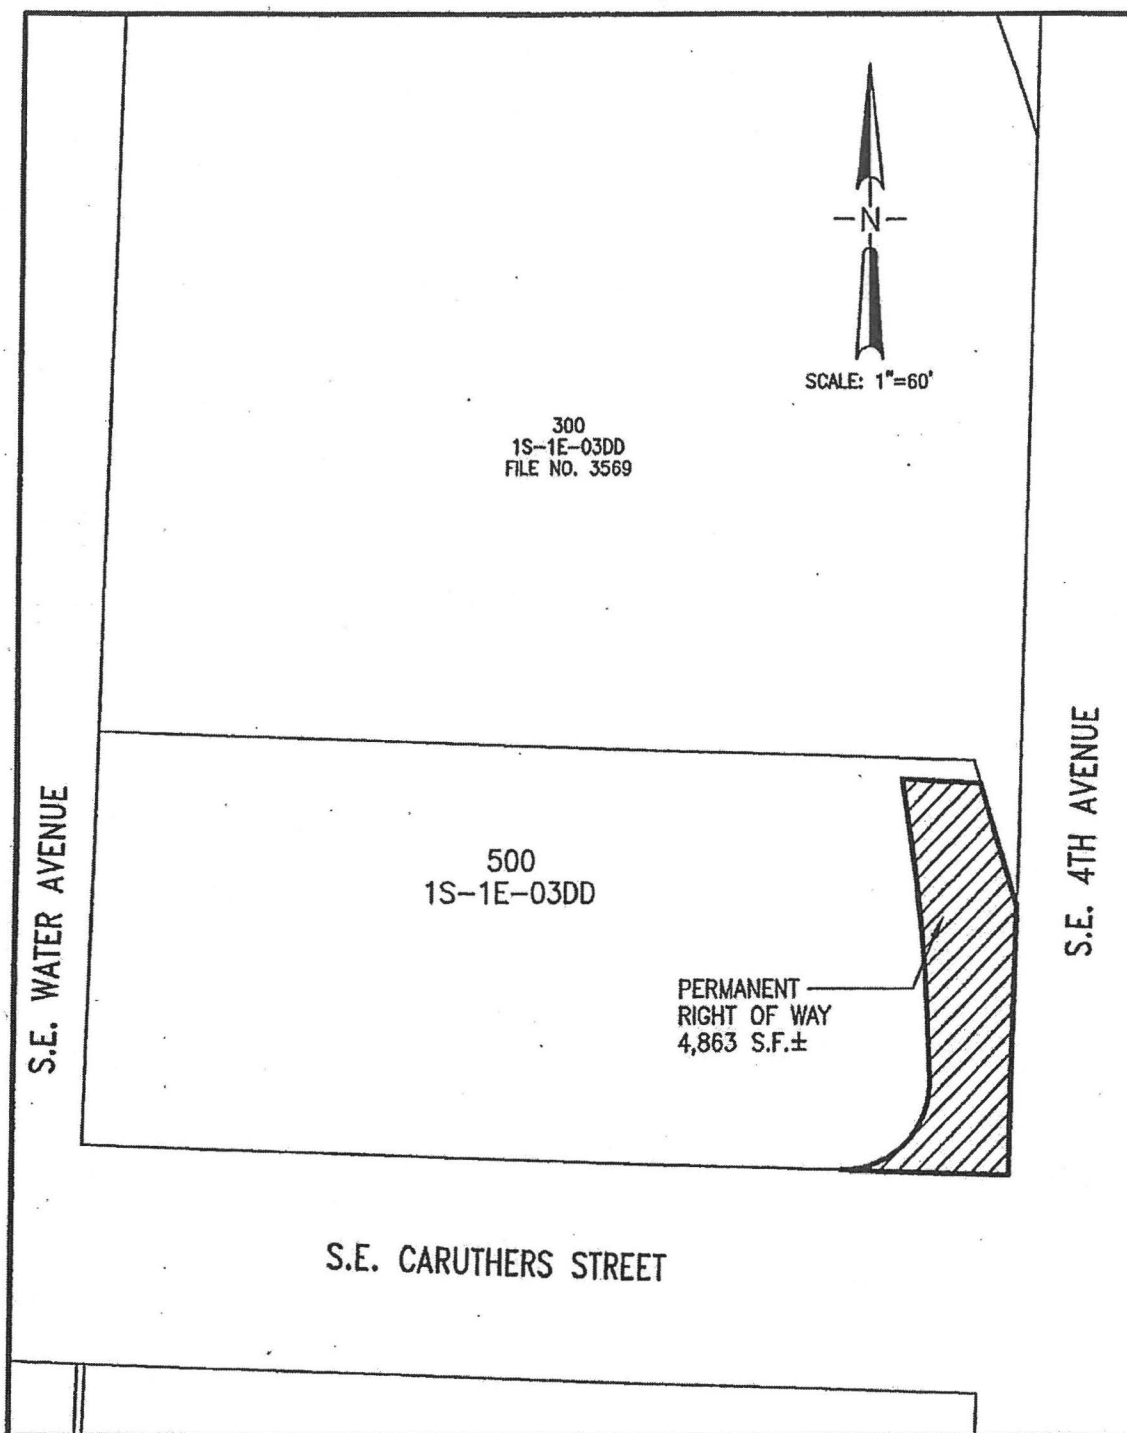 N
SCALE: 1"=60'
300
1S-1E-03DD
FILE NO. 3569
S.E. WATER AVENUE
500
1S-1E-03DD
S.E. 4TH AVENUE
PERMANENT
RIGHT OF WAY
4,863 S.F.±
S.E. CARUTHERS STREET